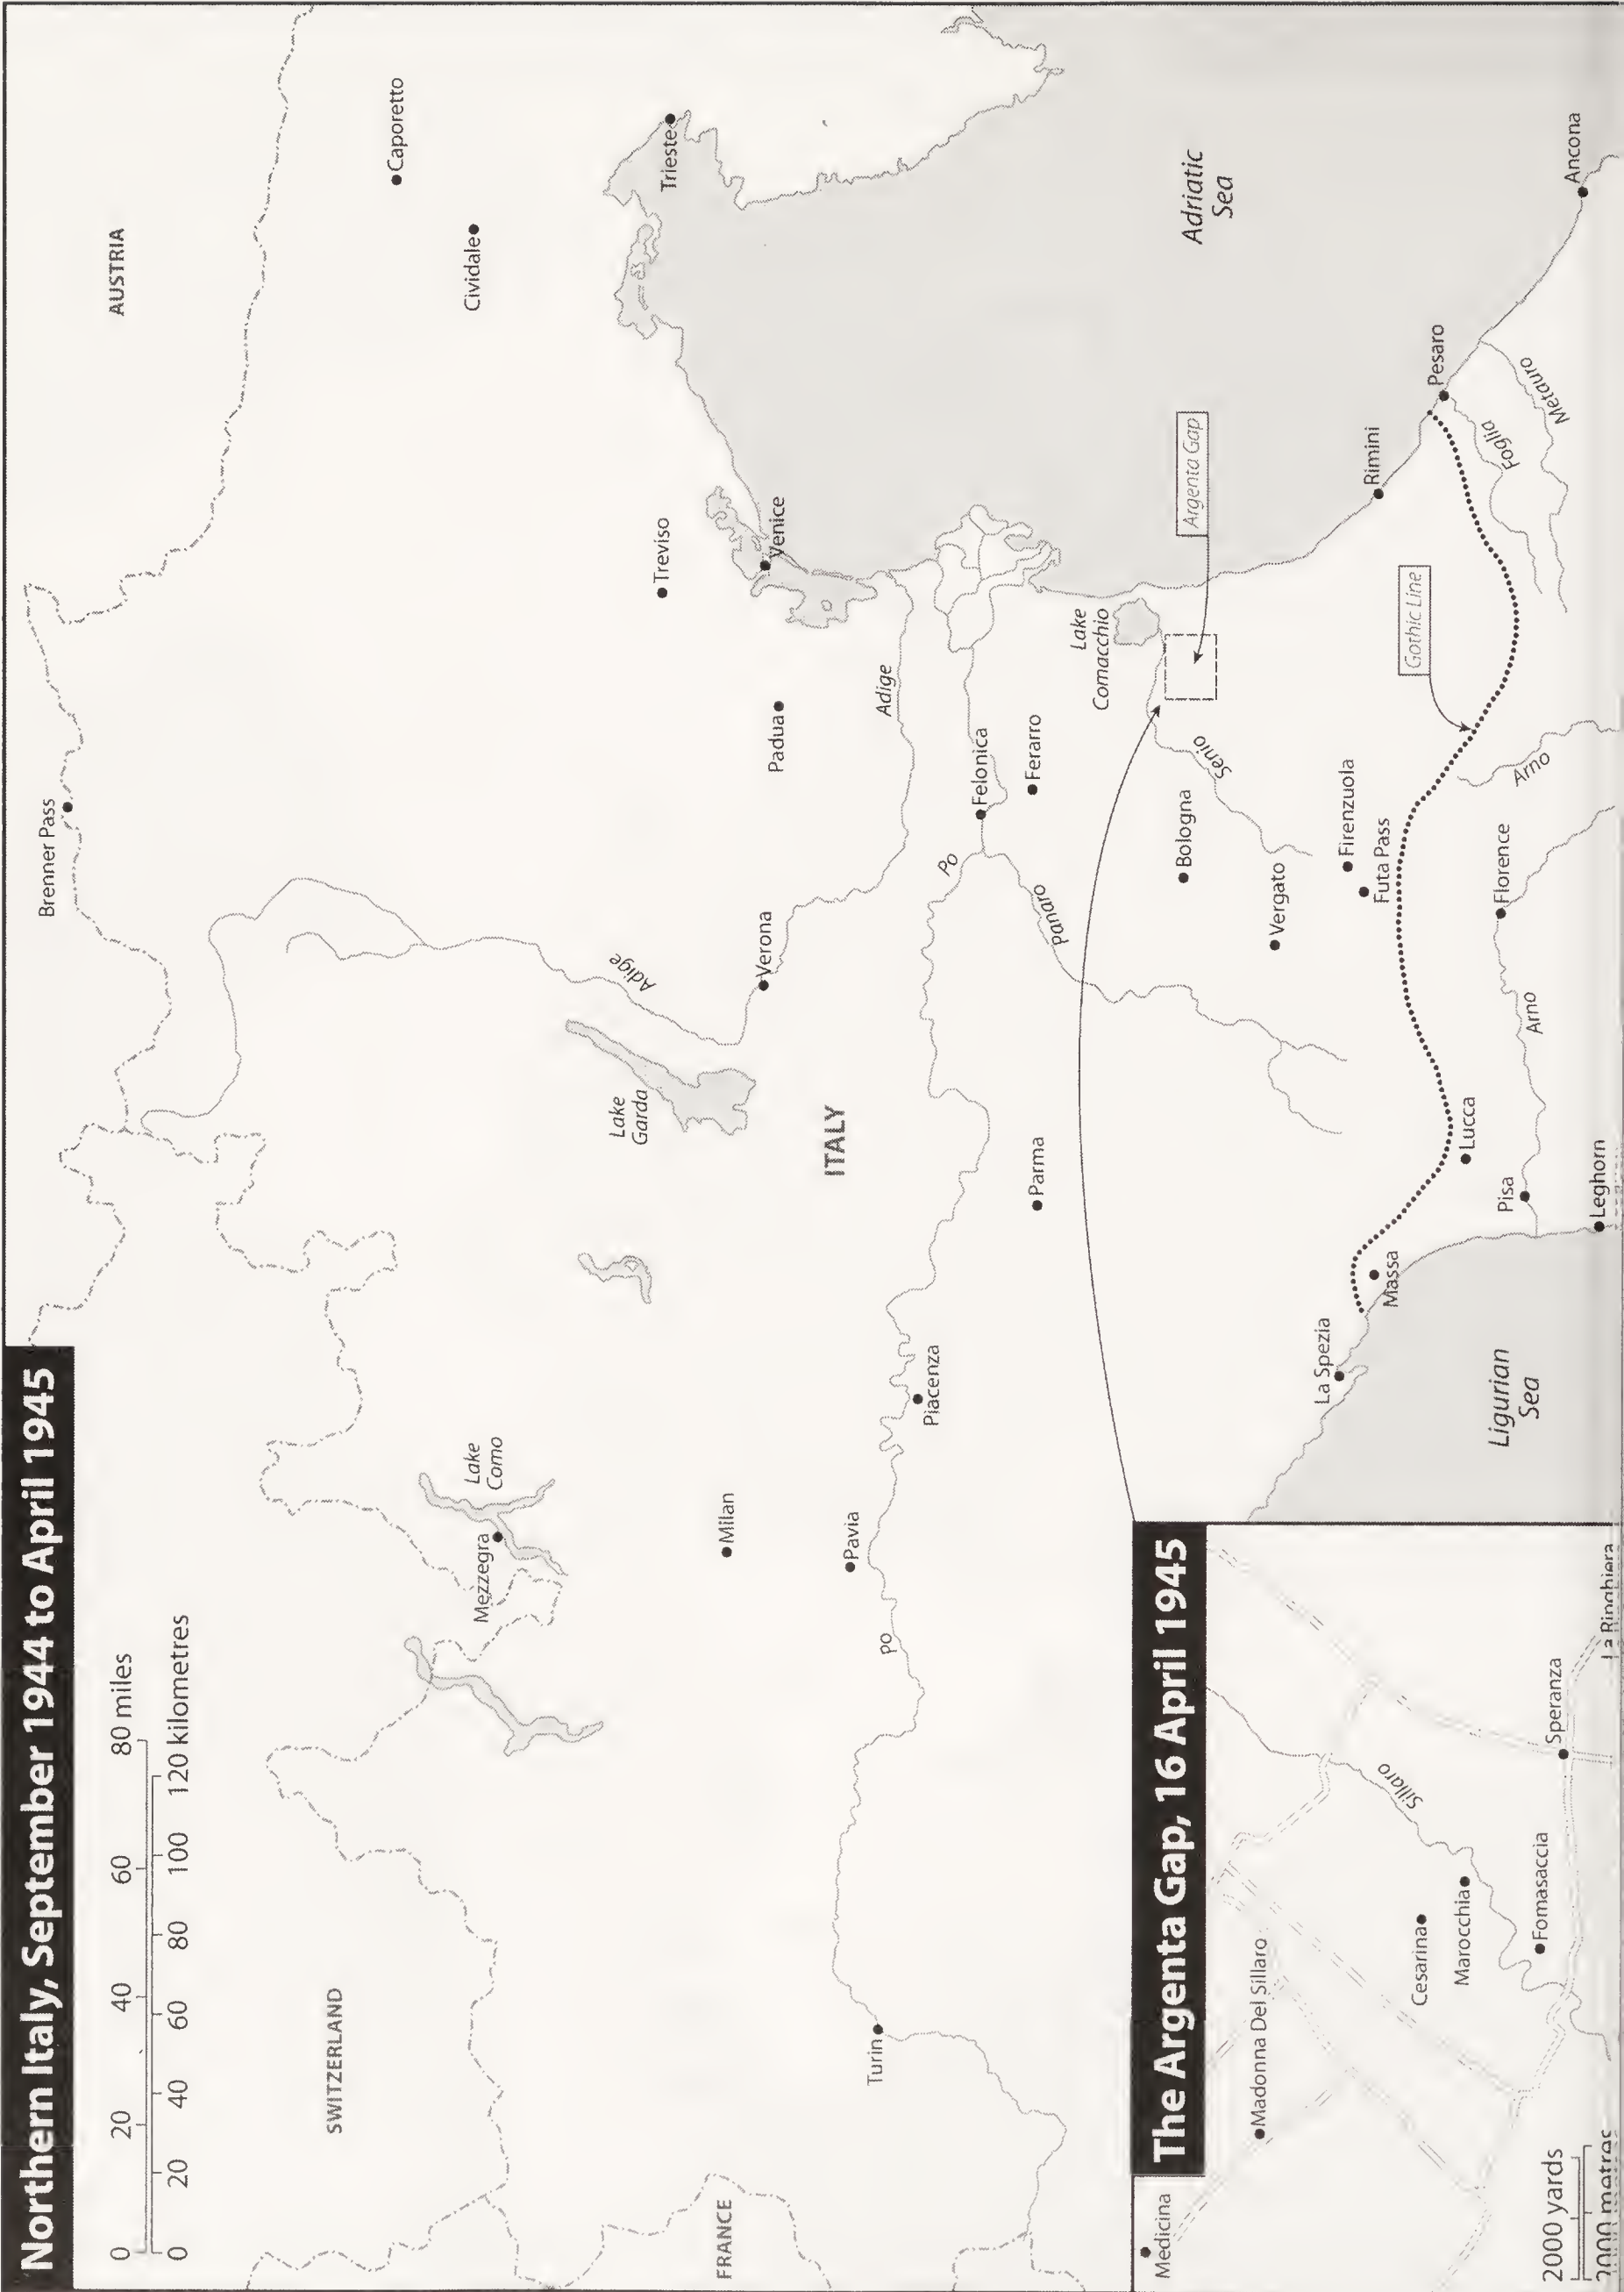 Northern Italy, September 1944 to April 1945
0 20 40 60 80 miles
0 20 40 60 80 100 120 kilometres
AUSTRIA
SWITZERLAND
FRANCE
ITALY
Brenner Pass
Caporetto
Cividale
Trieste
Treviso
Venice
Padua
Verona
Adige
Adige
Lake
Garda
Lake
Como
Mezzegra
Milan
Pavia
Piacenza
Turin
Po
Po
Parma
Panaro
Felonica
Ferarro
Lake
Comacchio
Argenta Gap
Adriatic
Sea
Senio
Bologna
Vergato
Firenzuola
Futa Pass
Gothic Line
Rimini
Pesaro
Foglia
Metauro
Ancona
Arno
Florence
Arno
Lucca
Pisa
Leghorn
Massa
La Spezia
Ligurian
Sea
The Argenta Gap, 16 April 1945
Medicina
Madonna Del Sillaro
Sillaro
Cesarina
Marocchia
Fomasaccia
Speranza
La Ringhiera
2000 yards
2000 metres